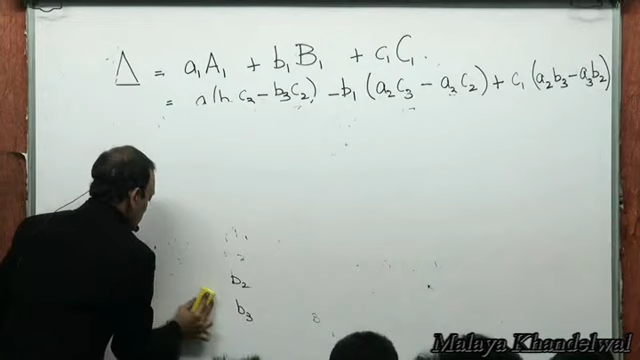 Δ = a₁A₁ + b₁B₁ + c₁C₁.
= a₁(b₂c₃ - b₃c₂) - b₁(a₂c₃ - a₃c₂) + c₁(a₂b₃ - a₃b₂)
b₂
b₃
Malaya Khandelwal